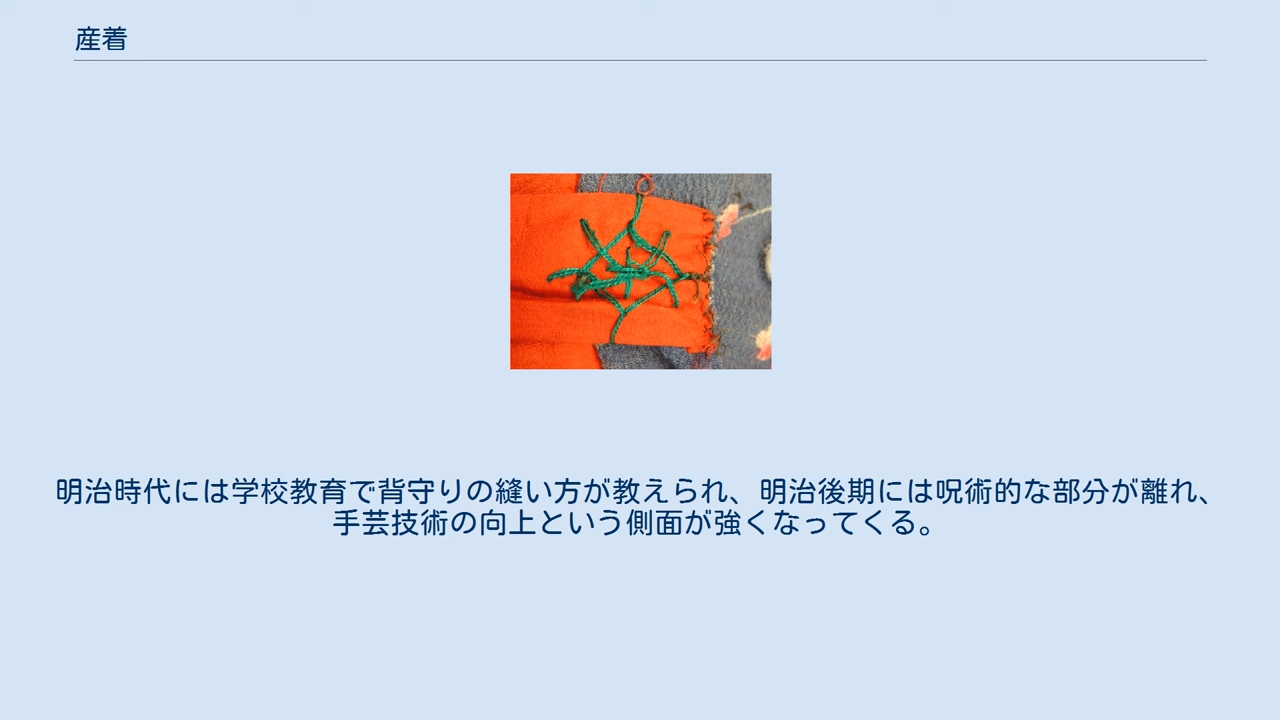 産着
明治時代には学校教育で背守りの縫い方が教えられ、明治後期には呪術的な部分が離れ、
手芸技術の向上という側面が強くなってくる。